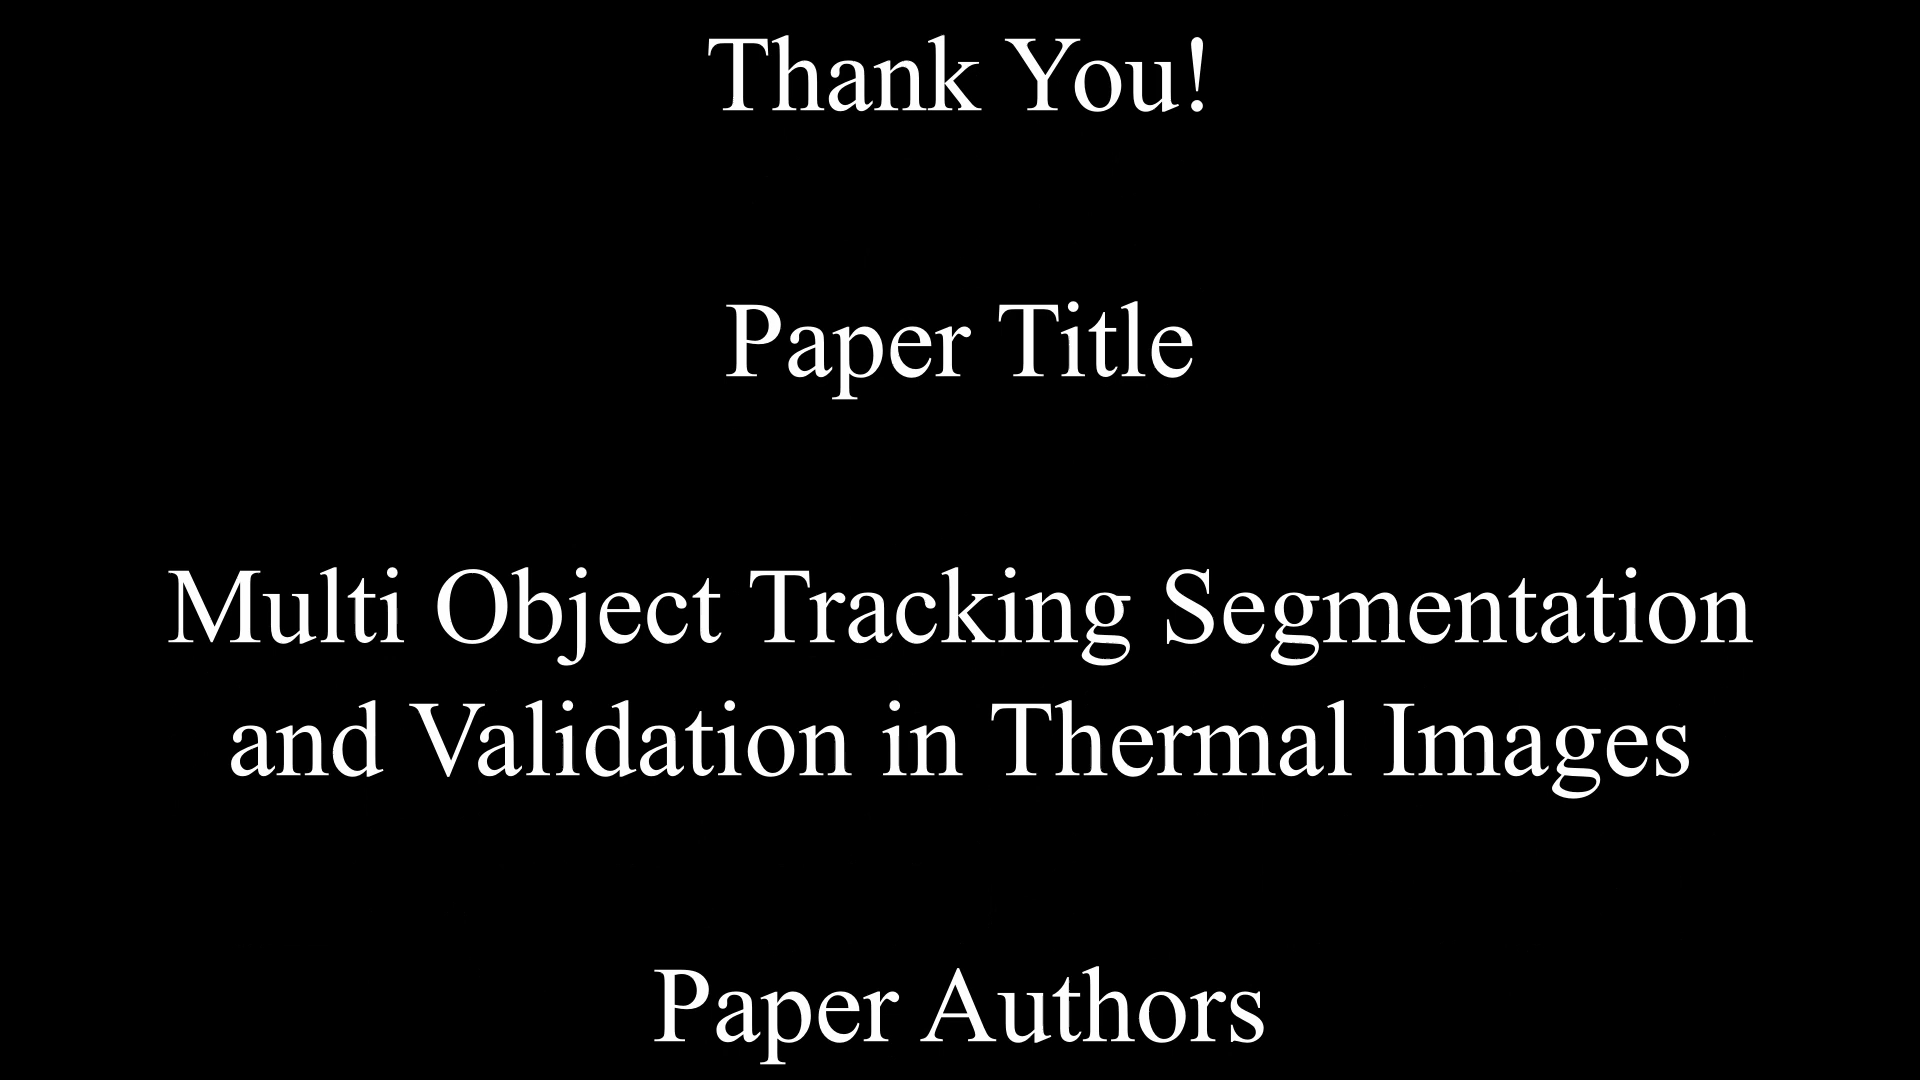 Thank You!
Paper Title
Multi Object Tracking Segmentation
and Validation in Thermal Images
Paper Authors